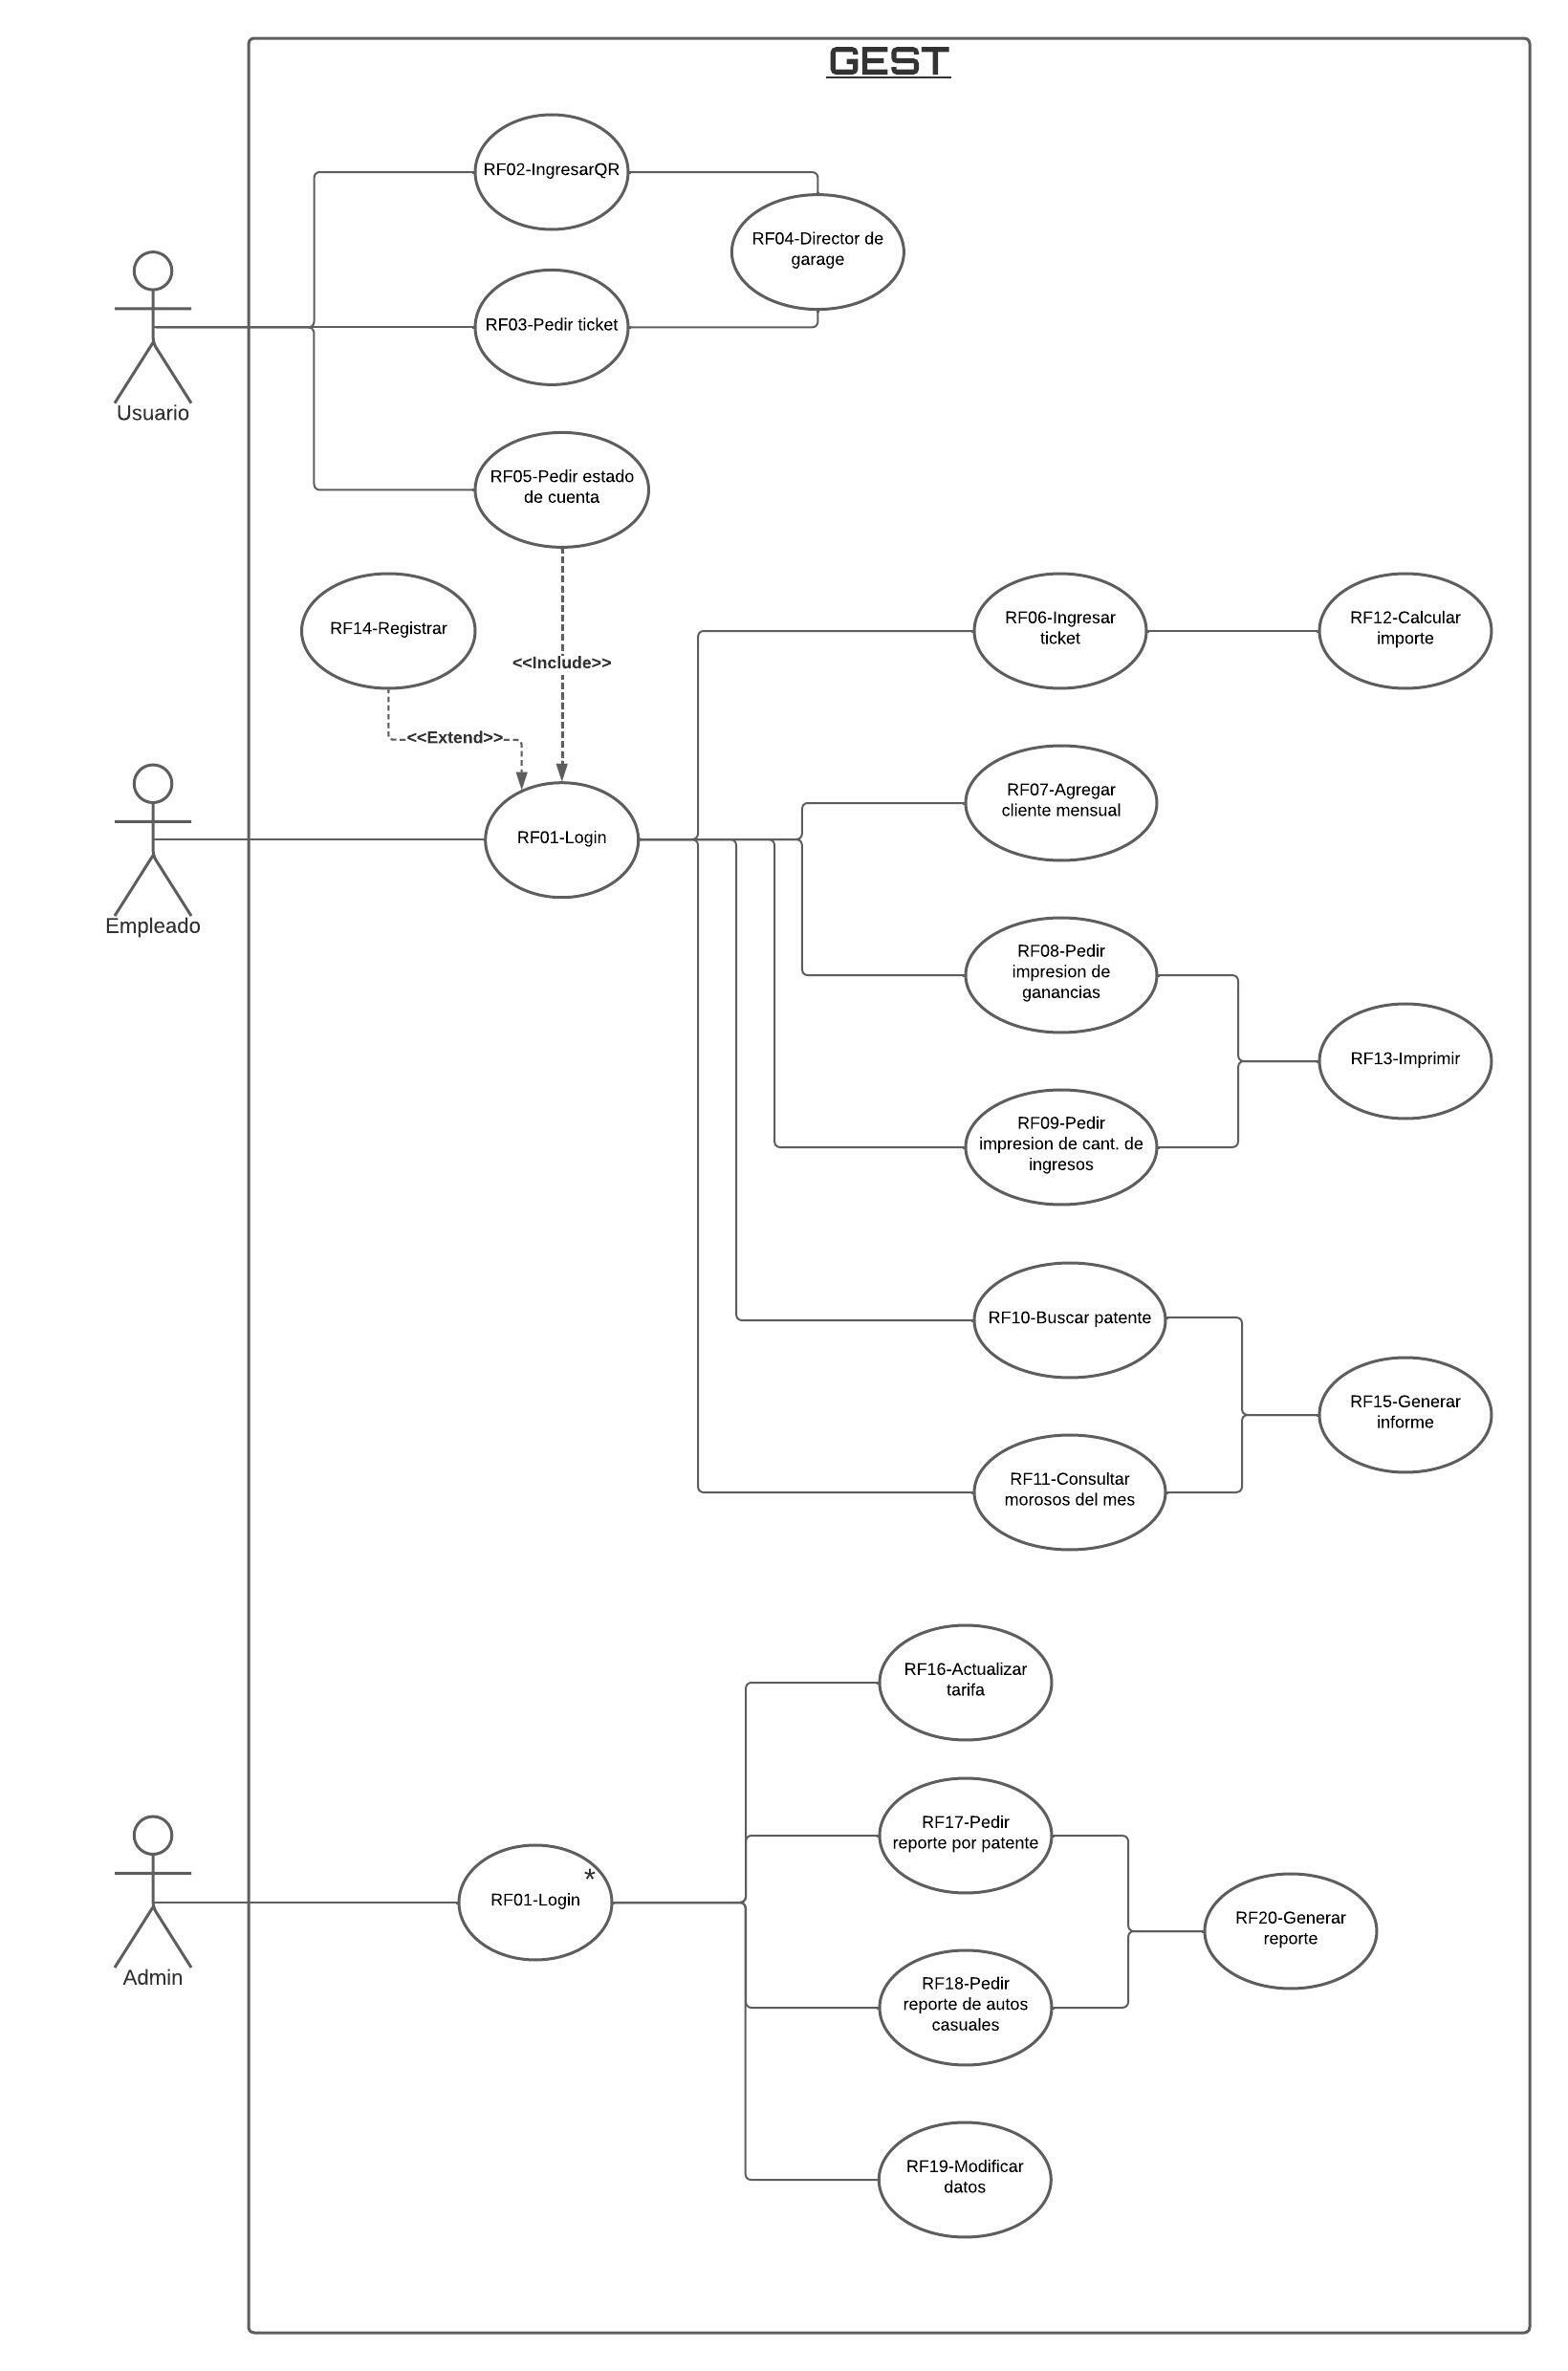 GEST
RF02-IngresarQR
RF04-Director de
garage
RF03-Pedir ticket
Usuario
RF05-Pedir estado
de cuenta
RF14-Registrar
<<Include>>
<<Extend>>
RF06-Ingresar
ticket
RF12-Calcular
importe
RF07-Agregar
cliente mensual
Empleado
RF01-Login
RF08-Pedir
impresion de
ganancias
RF13-Imprimir
RF09-Pedir
impresion de cant. de
ingresos
RF10-Buscar patente
RF15-Generar
informe
RF11-Consultar
morosos del mes
RF16-Actualizar
tarifa
RF17-Pedir
reporte por patente
Admin
RF01-Login
*
RF20-Generar
reporte
RF18-Pedir
reporte de autos
casuales
RF19-Modificar
datos